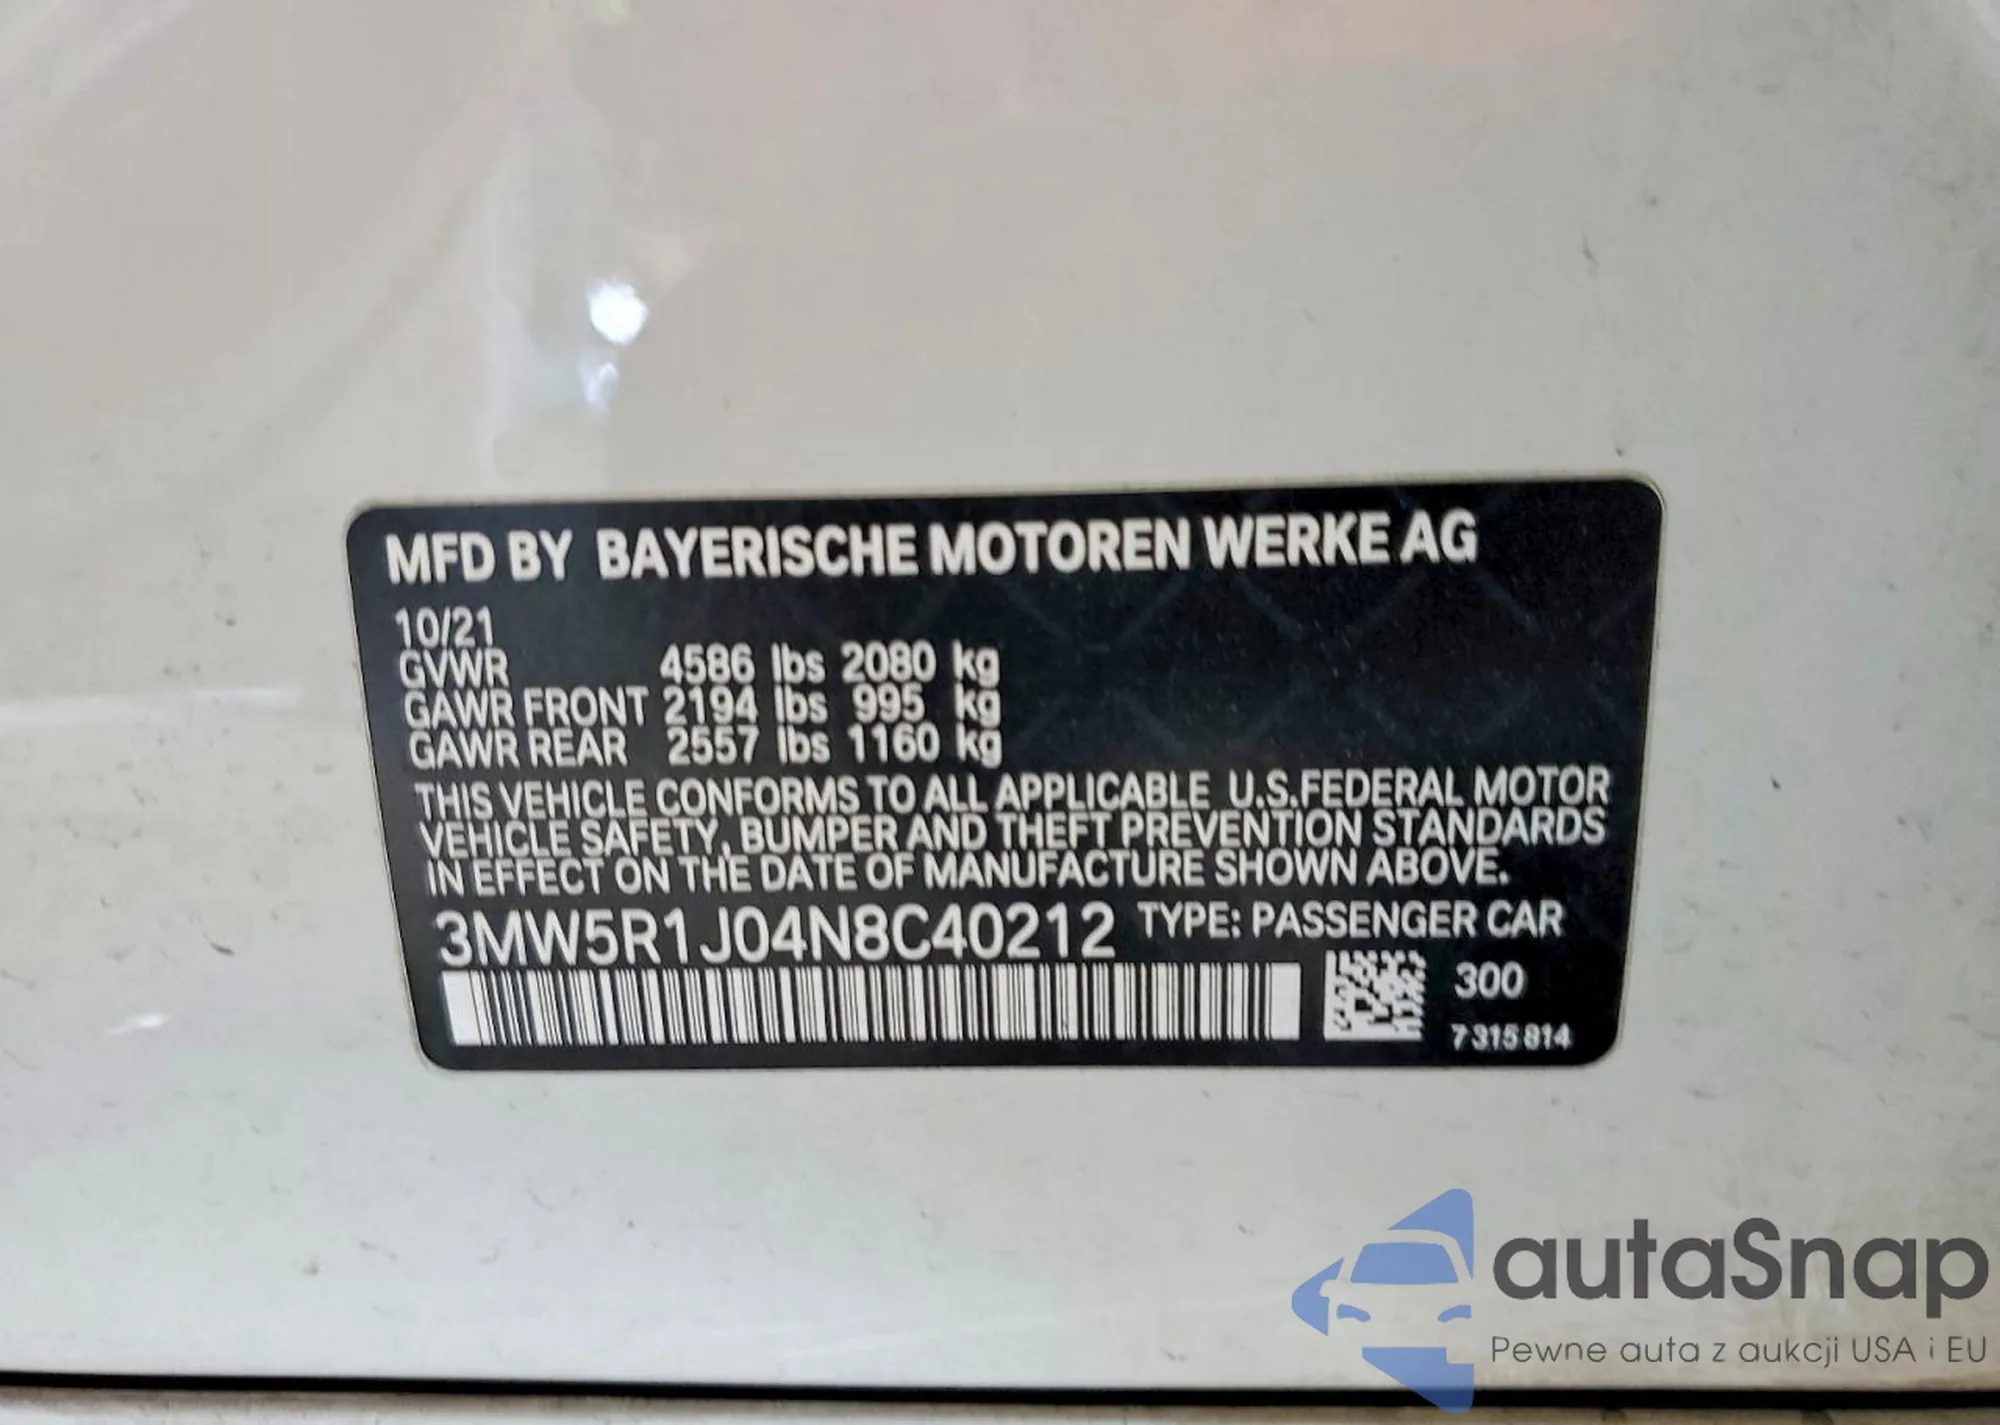 MFD BY BAYERISCHE MOTOREN WERKE AG
10/21
GVWR 4586 lbs 2080 kg
GAWR FRONT 2194 lbs 995 kg
GAWR REAR 2557 lbs 1160 kg
THIS VEHICLE CONFORMS TO ALL APPLICABLE U.S.FEDERAL MOTOR
VEHICLE SAFETY, BUMPER AND THEFT PREVENTION STANDARDS
IN EFFECT ON THE DATE OF MANUFACTURE SHOWN ABOVE.
3MW5R1J04N8C40212 TYPE: PASSENGER CAR
300
7 315 814
autaSnap
Pewne auta z aukcji USA i EU